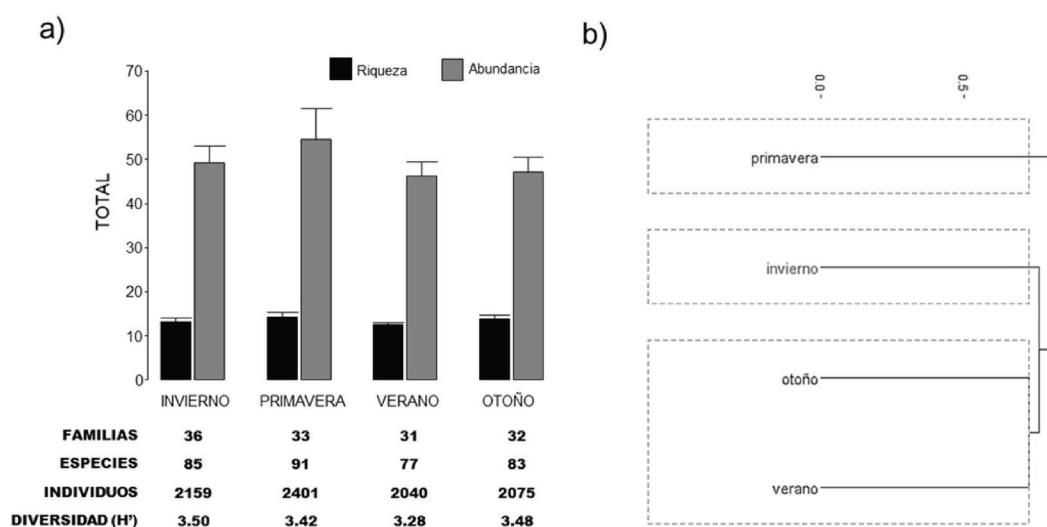 a)
Riqueza Abundancia
70
60
50
40
30
20
10
0
TOTAL
INVIERNO PRIMAVERA VERANO OTOÑO
FAMILIAS 36 33 31 32
ESPECIES 85 91 77 83
INDIVIDUOS 2159 2401 2040 2075
DIVERSIDAD (H') 3.50 3.42 3.28 3.48
b)
0.0 0.5
primavera
invierno
otoño
verano